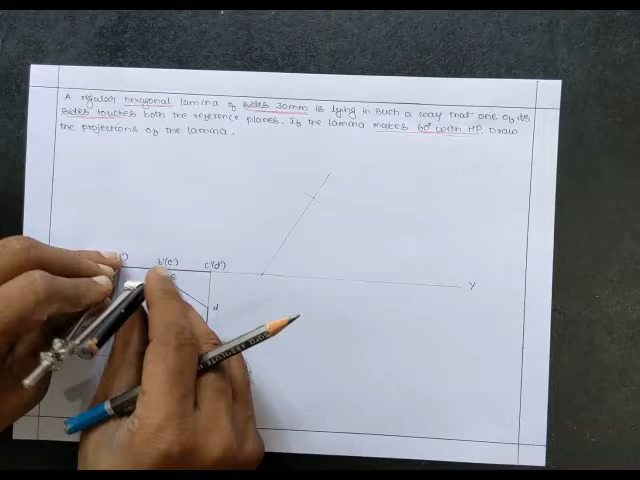 A regular hexagonal lamina of sides 30mm is lying in such a way that one of its
sides touches both the reference planes. If the lamina makes 60° with HP. Draw
the projections of the lamina.
b'(e') c'(d')
e
d
Y